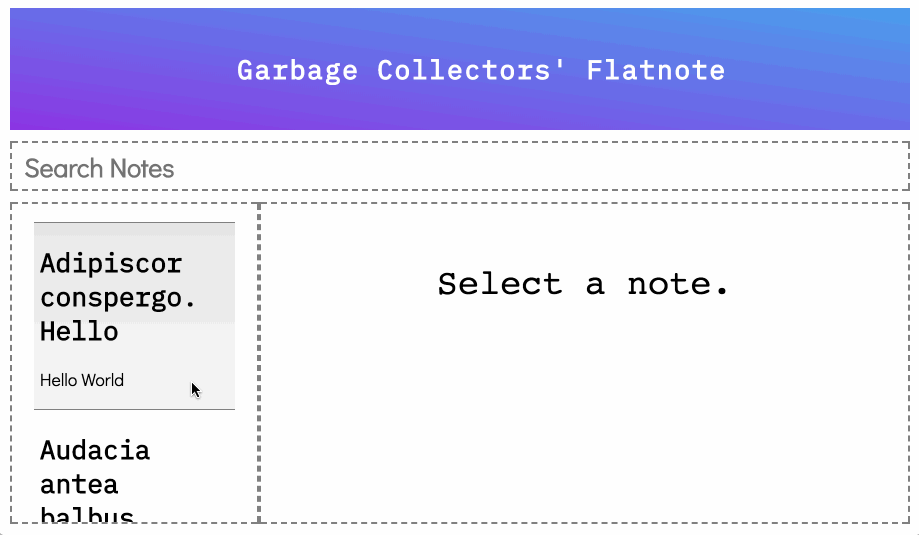 Garbage Collectors' Flatnote
Search Notes
Adipiscor
conspergo.
Hello
Hello World
Select a note.
Audacia
antea
balbus